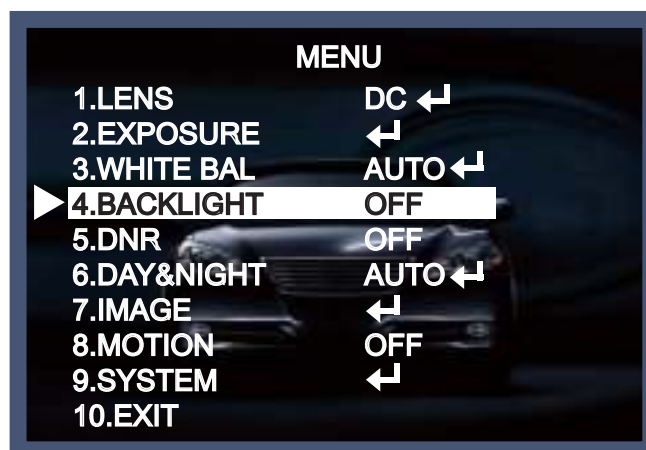 MENU
1.LENS DC ↵
2.EXPOSURE ↵
3.WHITE BAL AUTO ↵
4.BACKLIGHT OFF
5.DNR OFF
6.DAY&NIGHT AUTO ↵
7.IMAGE ↵
8.MOTION OFF
9.SYSTEM ↵
10.EXIT